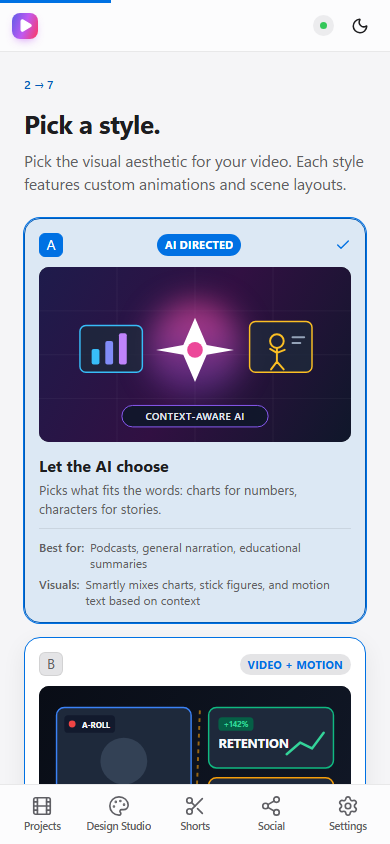 2 → 7
Pick a style.
Pick the visual aesthetic for your video. Each style
features custom animations and scene layouts.
A
AI DIRECTED
CONTEXT-AWARE AI
Let the AI choose
Picks what fits the words: charts for numbers,
characters for stories.
Best for: Podcasts, general narration, educational
summaries
Visuals: Smartly mixes charts, stick figures, and motion
text based on context
B
VIDEO + MOTION
A-ROLL
+142%
RETENTION
Projects
Design Studio
Shorts
Social
Settings